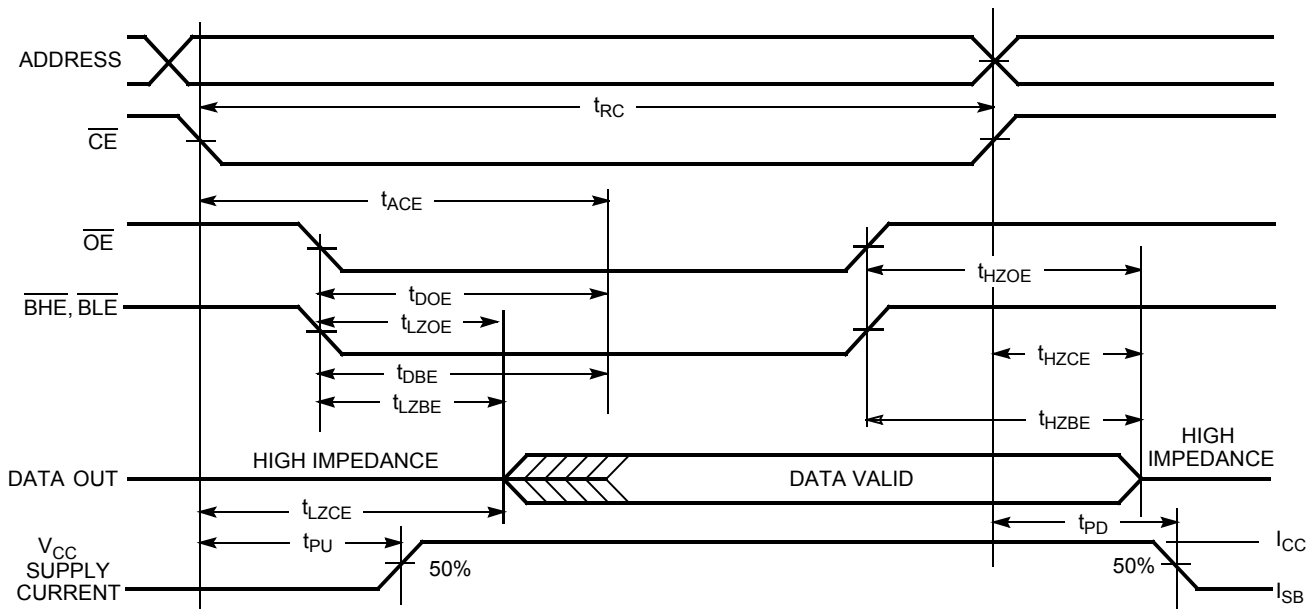 ADDRESS
tRC
CE
tACE
OE
tHZOE
tDOE
BHE, BLE
tLZOE
tHZCE
tDBE
tLZBE
tHZBE
HIGH IMPEDANCE
HIGH
IMPEDANCE
DATA OUT
DATA VALID
tLZCE
tPD
VCC
SUPPLY
CURRENT
tPU
50%
50%
ICC
ISB